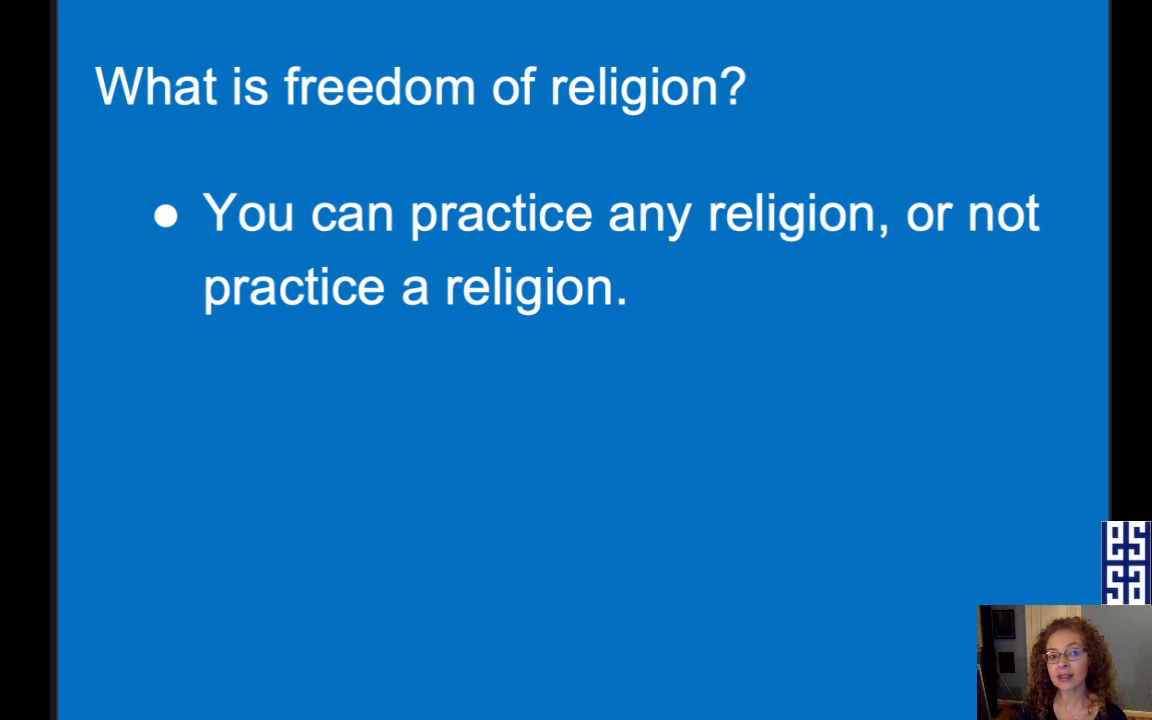 What is freedom of religion?
● You can practice any religion, or not
practice a religion.